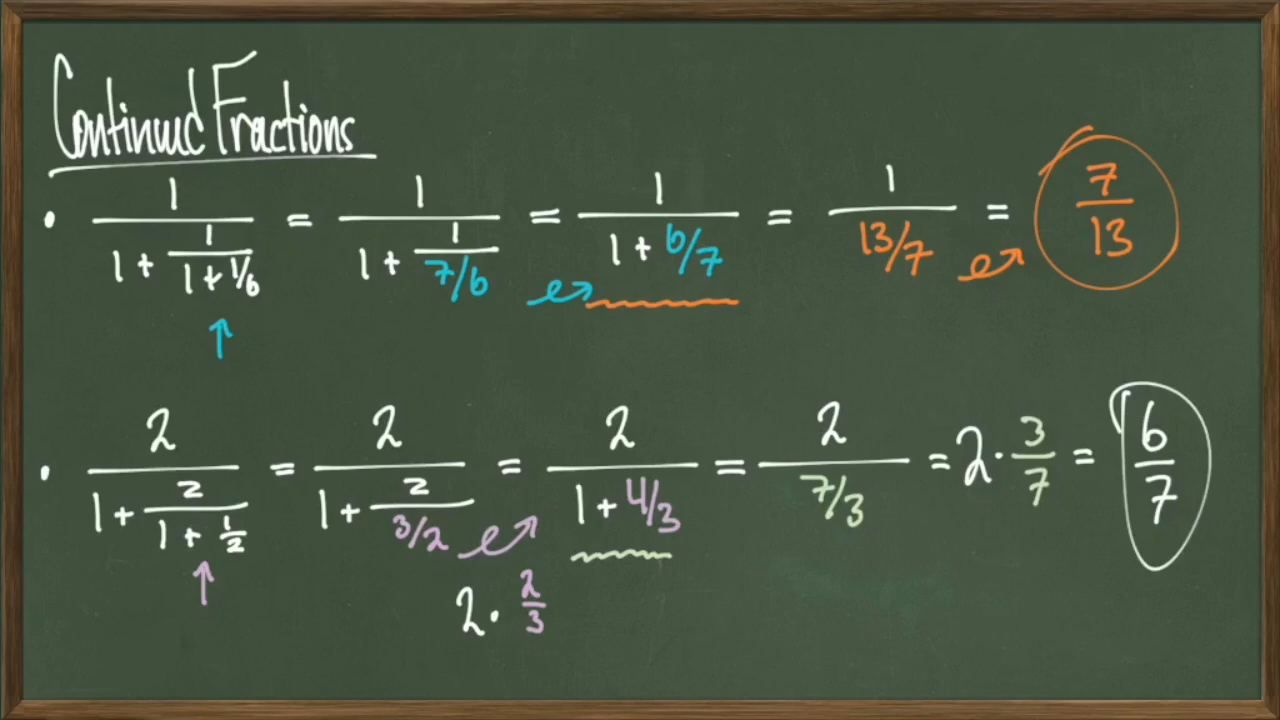 Continued Fractions
• 1/(1 + 1/(1 + 1/6)) = 1/(1 + 1/(7/6)) = 1/(1 + 6/7) = 1/(13/7) = 7/13
• 2/(1 + 2/(1 + 1/2)) = 2/(1 + 2/(3/2)) = 2/(1 + 4/3) = 2/(7/3) = 2 · 3/7 = 6/7
2 · 2/3